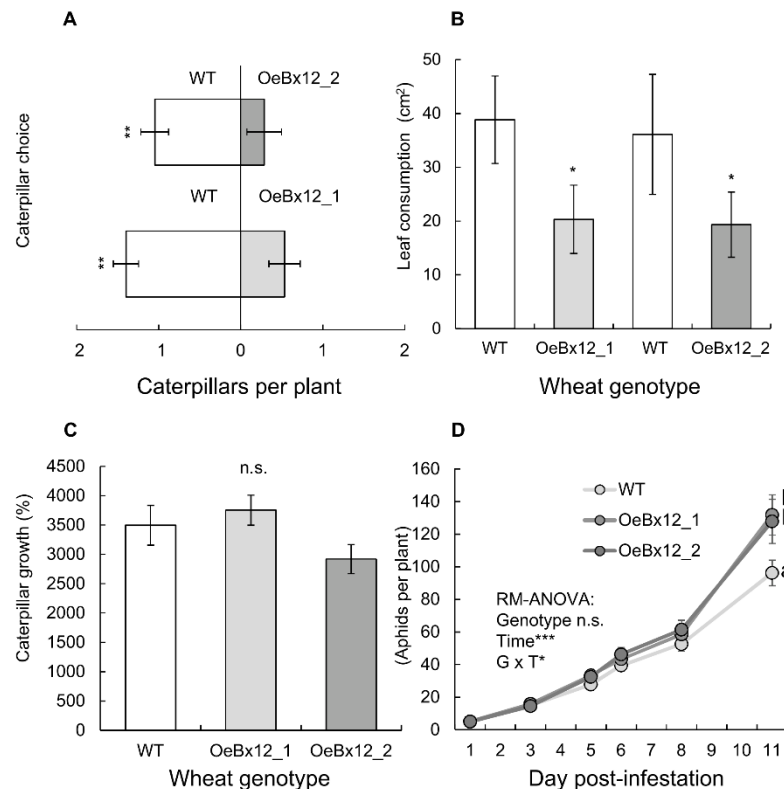 A
WT OeBx12_2
**
WT OeBx12_1
**
Caterpillar choice
2 1 0 1 2
Caterpillars per plant
B
Leaf consumption (cm²)
50
40
30
20
10
0
*
*
WT OeBx12_1 WT OeBx12_2
Wheat genotype
C
Caterpillar growth (%)
4500
4000
3500
3000
2500
2000
1500
1000
500
0
n.s.
WT OeBx12_1 OeBx12_2
Wheat genotype
D
(Aphids per plant)
160
140
120
100
80
60
40
20
0
WT
OeBx12_1
OeBx12_2
RM-ANOVA:
Genotype n.s.
Time***
G x T*
a
1 2 3 4 5 6 7 8 9 10 11
Day post-infestation